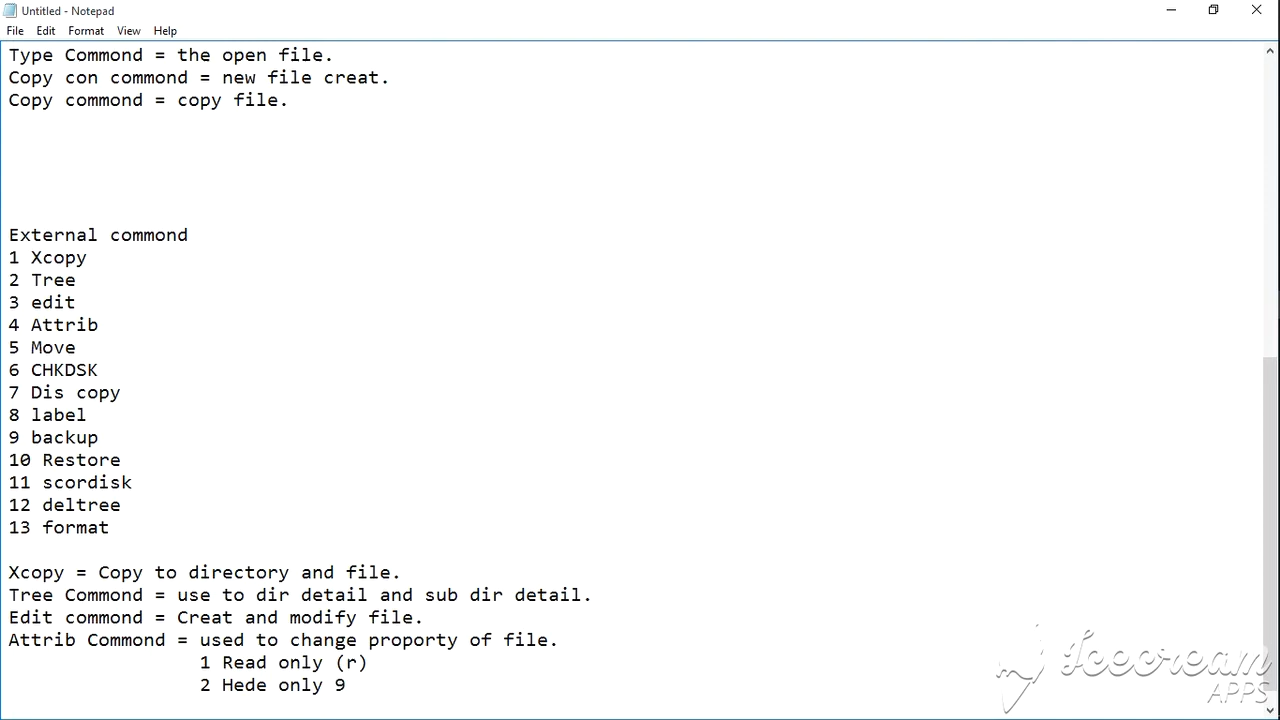 Untitled - Notepad
File Edit Format View Help
Type Commond = the open file.
Copy con commond = new file creat.
Copy commond = copy file.
External commond
1 Xcopy
2 Tree
3 edit
4 Attrib
5 Move
6 CHKDSK
7 Dis copy
8 label
9 backup
10 Restore
11 scordisk
12 deltree
13 format
Xcopy = Copy to directory and file.
Tree Commond = use to dir detail and sub dir detail.
Edit commond = Creat and modify file.
Attrib Commond = used to change property of file.
1 Read only (r)
2 Hede only 9
Icecream
APPS